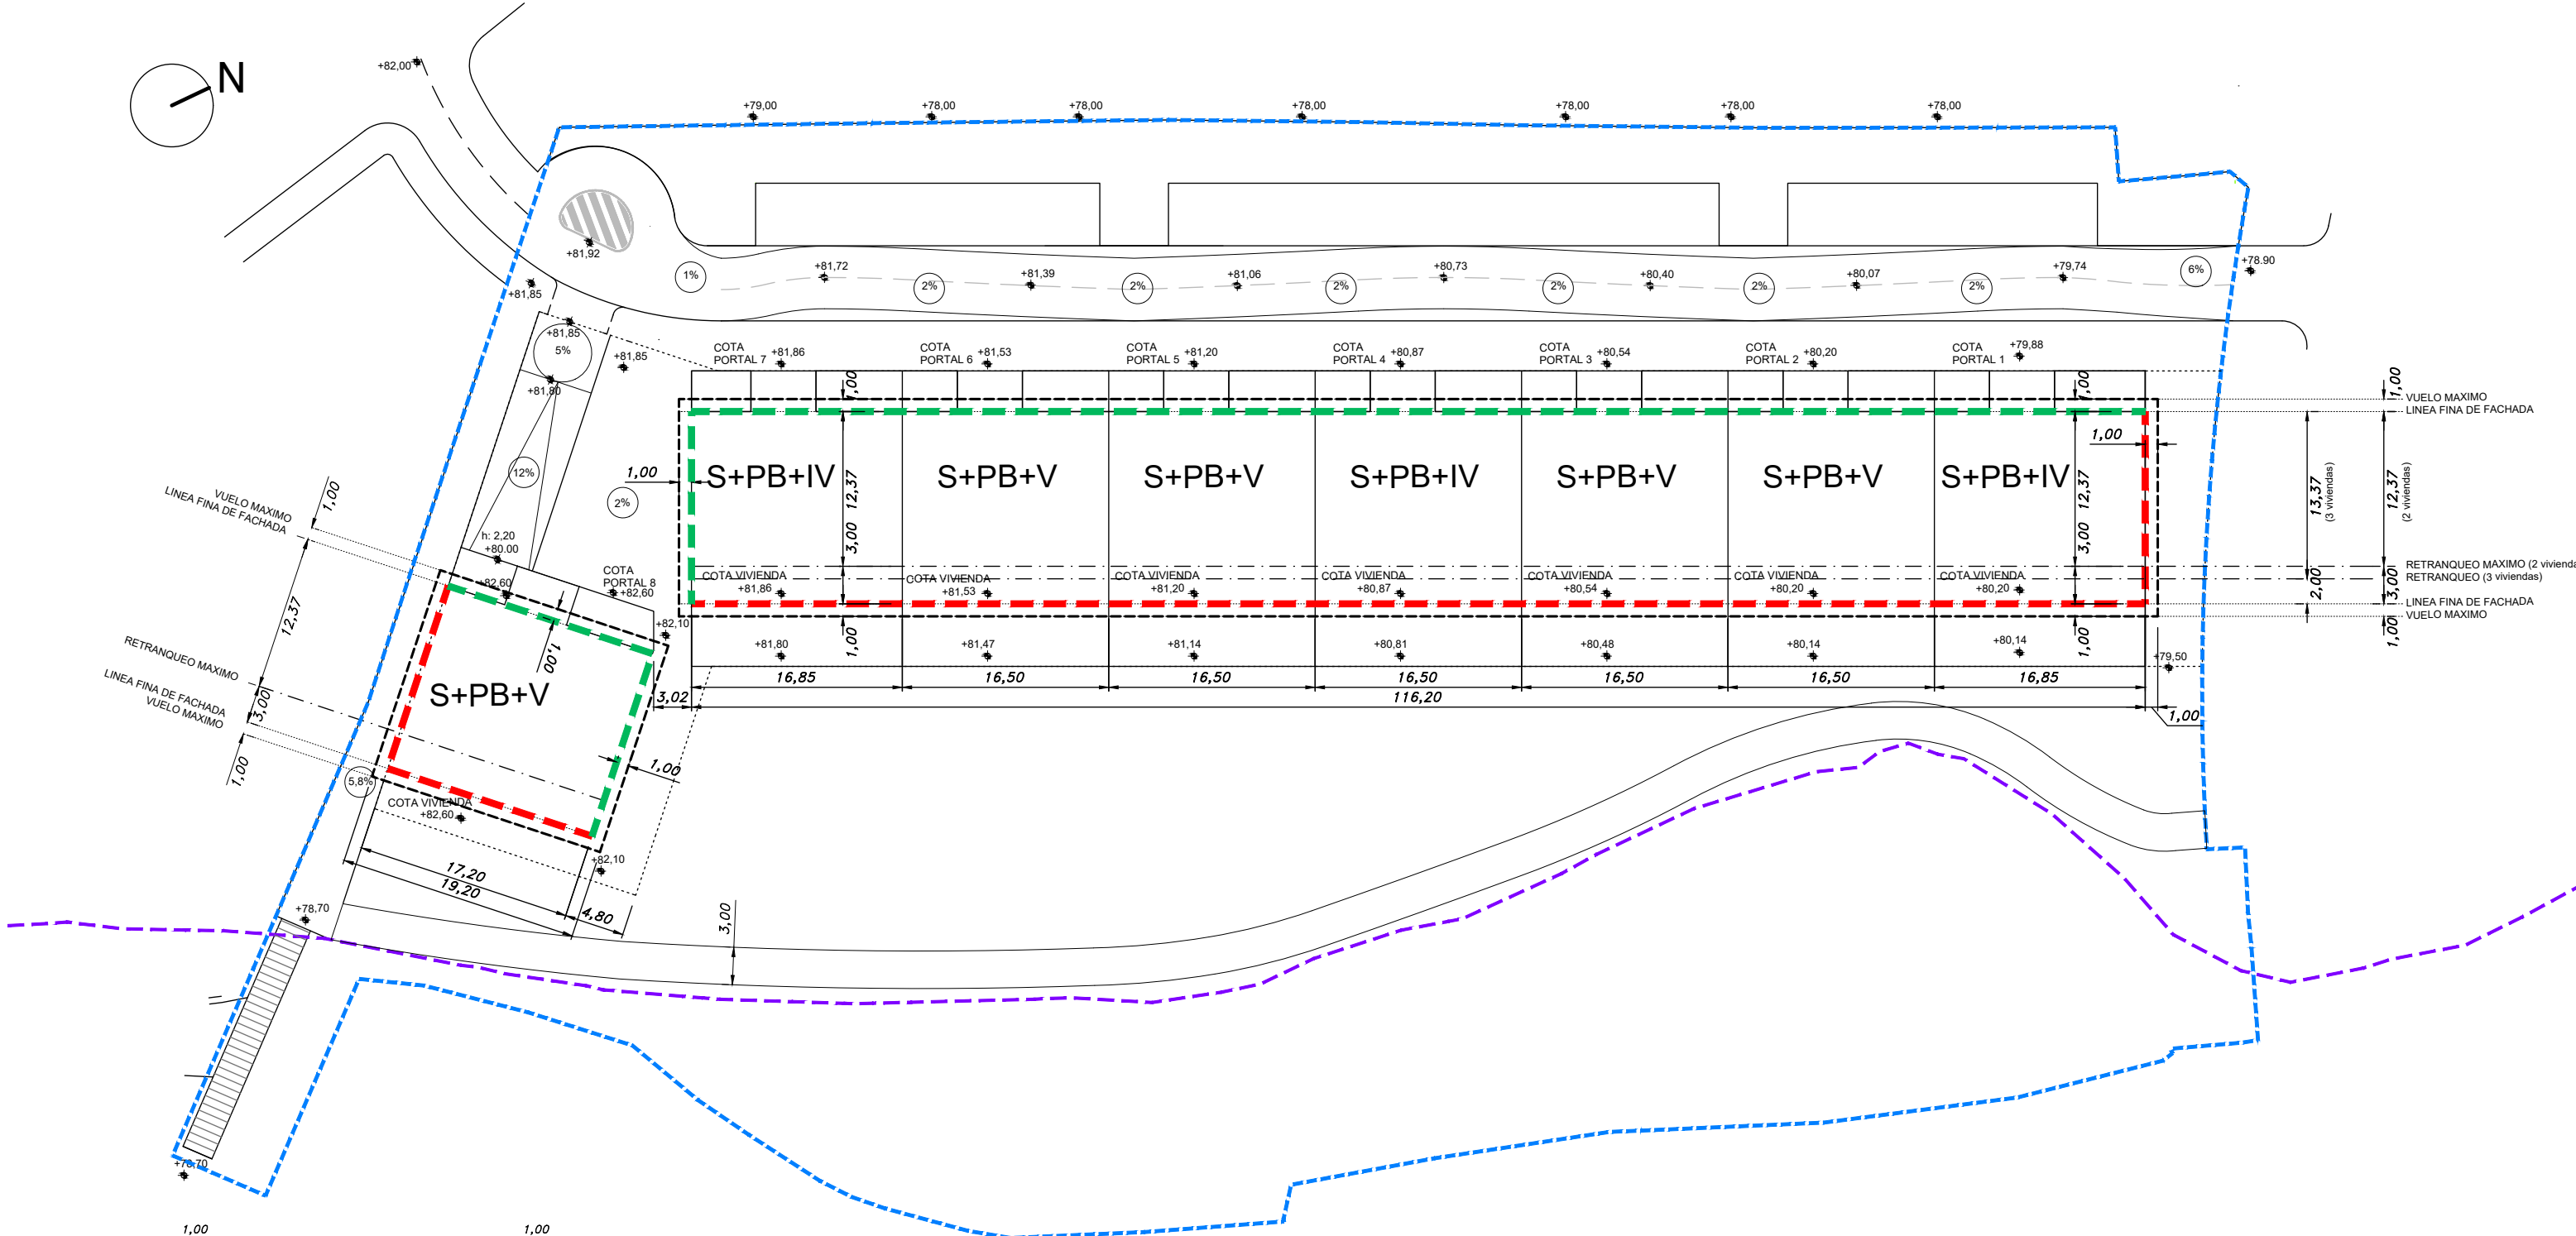 N
+82,00
+79,00
+78,00
+78,00
+78,00
+78,00
+78,00
+78,00
+81,92
+81,85
1%
+81,72
2%
+81,39
2%
+81,06
2%
+80,73
2%
+80,40
2%
+80,07
2%
+79,74
6%
+78.90
+81,85
5%
+81,85
+81,80
COTA
PORTAL 7
+81,86
COTA
PORTAL 6
+81,53
COTA
PORTAL 5
+81,20
COTA
PORTAL 4
+80,87
COTA
PORTAL 3
+80,54
COTA
PORTAL 2
+80,20
COTA
PORTAL 1
+79,88
1,00
1,00
1,00
VUELO MAXIMO
LINEA FINA DE FACHADA
1,00
1,00
S+PB+IV
S+PB+V
S+PB+V
S+PB+IV
S+PB+V
S+PB+V
S+PB+IV
12,37
12,37
13,37
(3 viviendas)
12,37
(2 viviendas)
12%
2%
VUELO MAXIMO
LINEA FINA DE FACHADA
1,00
h: 2,20
+80.00
3,00
3,00
RETRANQUEO MAXIMO (2 vivienda
RETRANQUEO (3 viviendas)
2,00
3,00
LINEA FINA DE FACHADA
VUELO MAXIMO
1,00
COTA VIVIENDA
+81,86
COTA VIVIENDA
+81,53
COTA VIVIENDA
+81,20
COTA VIVIENDA
+80,87
COTA VIVIENDA
+80,54
COTA VIVIENDA
+80,20
COTA VIVIENDA
+80,20
+82,60
COTA
PORTAL 8
+82,60
+82,10
1,00
12,37
RETRANQUEO MAXIMO
LINEA FINA DE FACHADA
VUELO MAXIMO
3,00
1,00
S+PB+V
1,00
1,00
1,00
+81,80
+81,47
+81,14
+80,81
+80,48
+80,14
+80,14
+79,50
16,85
16,50
16,50
16,50
16,50
16,50
16,85
3,02
116,20
1,00
5,8%
COTA VIVIENDA
+82,60
+82,10
17,20
19,20
4,80
+78,70
3,00
1,00
1,00